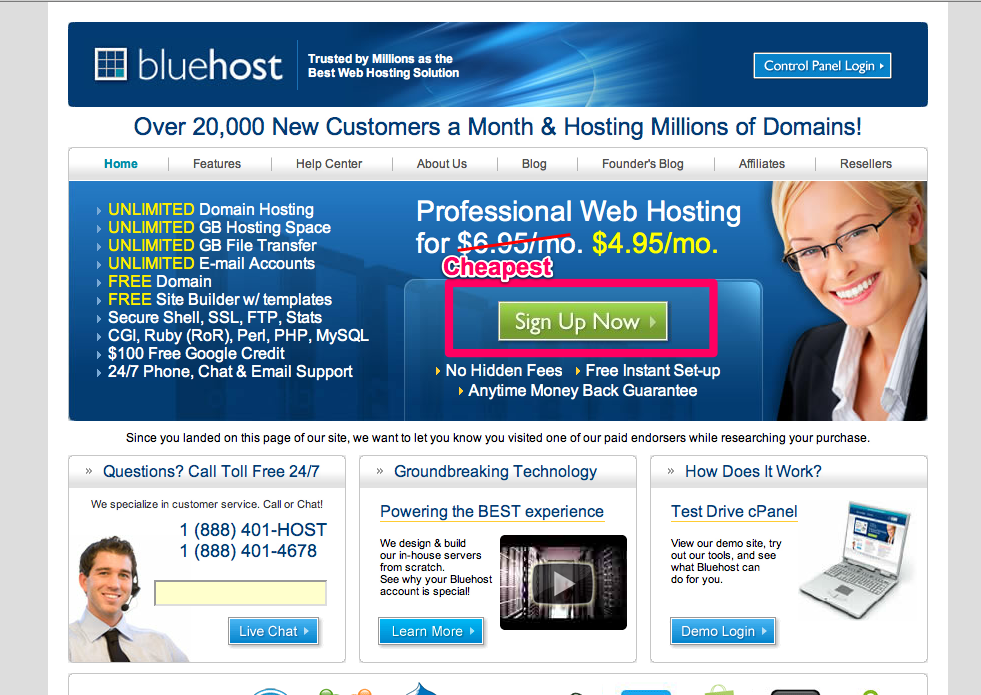 bluehost
Trusted by Millions as the
Best Web Hosting Solution
Control Panel Login
Over 20,000 New Customers a Month & Hosting Millions of Domains!
Home Features Help Center About Us Blog Founder's Blog Affiliates Resellers
UNLIMITED Domain Hosting
UNLIMITED GB Hosting Space
UNLIMITED GB File Transfer
UNLIMITED E-mail Accounts
FREE Domain
FREE Site Builder w/ templates
Secure Shell, SSL, FTP, Stats
CGI, Ruby (RoR), Perl, PHP, MySQL
$100 Free Google Credit
24/7 Phone, Chat & Email Support
Professional Web Hosting
for $6.95/mo. $4.95/mo.
Cheapest
Sign Up Now
No Hidden Fees Free Instant Set-up
Anytime Money Back Guarantee
Since you landed on this page of our site, we want to let you know you visited one of our paid endorsers while researching your purchase.
» Questions? Call Toll Free 24/7
We specialize in customer service. Call or Chat!
1 (888) 401-HOST
1 (888) 401-4678
Live Chat
» Groundbreaking Technology
Powering the BEST experience
We design & build
our in-house servers
from scratch.
See why your Bluehost
account is special!
Learn More
» How Does It Work?
Test Drive cPanel
View our demo site, try
out our tools, and see
what Bluehost can
do for you.
Demo Login